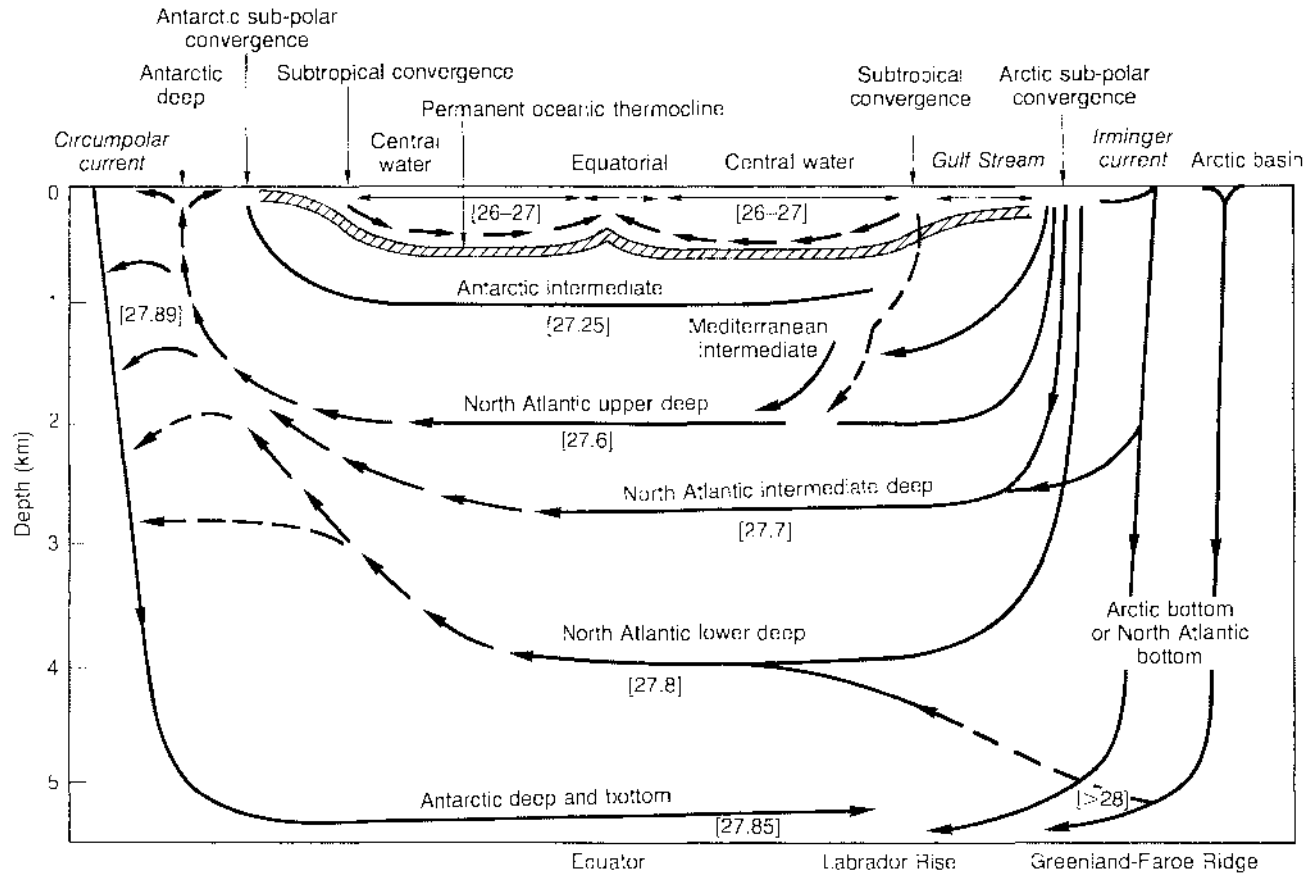 Antarctic sub-polar
convergence
Antarctic
deep
Subtropical convergence
Permanent oceanic thermocline
Subtropical
convergence
Arctic sub-polar
convergence
Circumpolar
current
Central
water
Equatorial
Central water
Gulf Stream
Irminger
current
Arctic basin
0
[26–27]
[26–27]
Antarctic intermediate
1
[27.89]
[27.25]
Mediterranean
intermediate
North Atlantic upper deep
2
[27.6]
North Atlantic intermediate deep
[27.7]
Depth (km)
3
Arctic bottom
or North Atlantic
bottom
North Atlantic lower deep
4
[27.8]
5
Antarctic deep and bottom
[>28]
[27.85]
Equator
Labrador Rise
Greenland-Faroe Ridge